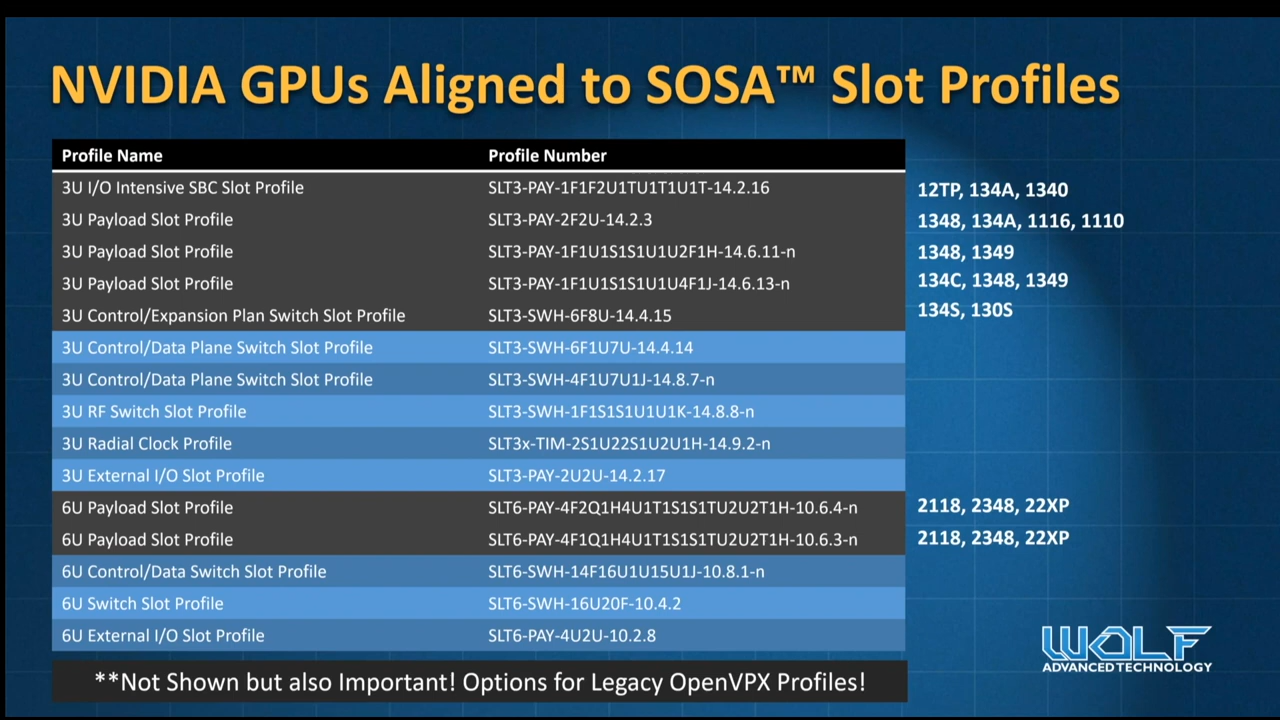 NVIDIA GPUs Aligned to SOSA™ Slot Profiles
Profile Name Profile Number
3U I/O Intensive SBC Slot Profile SLT3-PAY-1F1F2U1TU1T1U1T-14.2.16 12TP, 134A, 1340
3U Payload Slot Profile SLT3-PAY-2F2U-14.2.3 1348, 134A, 1116, 1110
3U Payload Slot Profile SLT3-PAY-1F1U1S1S1U1U2F1H-14.6.11-n 1348, 1349
3U Payload Slot Profile SLT3-PAY-1F1U1S1S1U1U4F1J-14.6.13-n 134C, 1348, 1349
3U Control/Expansion Plan Switch Slot Profile SLT3-SWH-6F8U-14.4.15 134S, 130S
3U Control/Data Plane Switch Slot Profile SLT3-SWH-6F1U7U-14.4.14
3U Control/Data Plane Switch Slot Profile SLT3-SWH-4F1U7U1J-14.8.7-n
3U RF Switch Slot Profile SLT3-SWH-1F1S1S1U1U1K-14.8.8-n
3U Radial Clock Profile SLT3x-TIM-2S1U22S1U2U1H-14.9.2-n
3U External I/O Slot Profile SLT3-PAY-2U2U-14.2.17
6U Payload Slot Profile SLT6-PAY-4F2Q1H4U1T1S1S1TU2U2T1H-10.6.4-n 2118, 2348, 22XP
6U Payload Slot Profile SLT6-PAY-4F1Q1H4U1T1S1S1TU2U2T1H-10.6.3-n 2118, 2348, 22XP
6U Control/Data Switch Slot Profile SLT6-SWH-14F16U1U15U1J-10.8.1-n
6U Switch Slot Profile SLT6-SWH-16U20F-10.4.2
6U External I/O Slot Profile SLT6-PAY-4U2U-10.2.8
WOLF
ADVANCED TECHNOLOGY
**Not Shown but also Important! Options for Legacy OpenVPX Profiles!